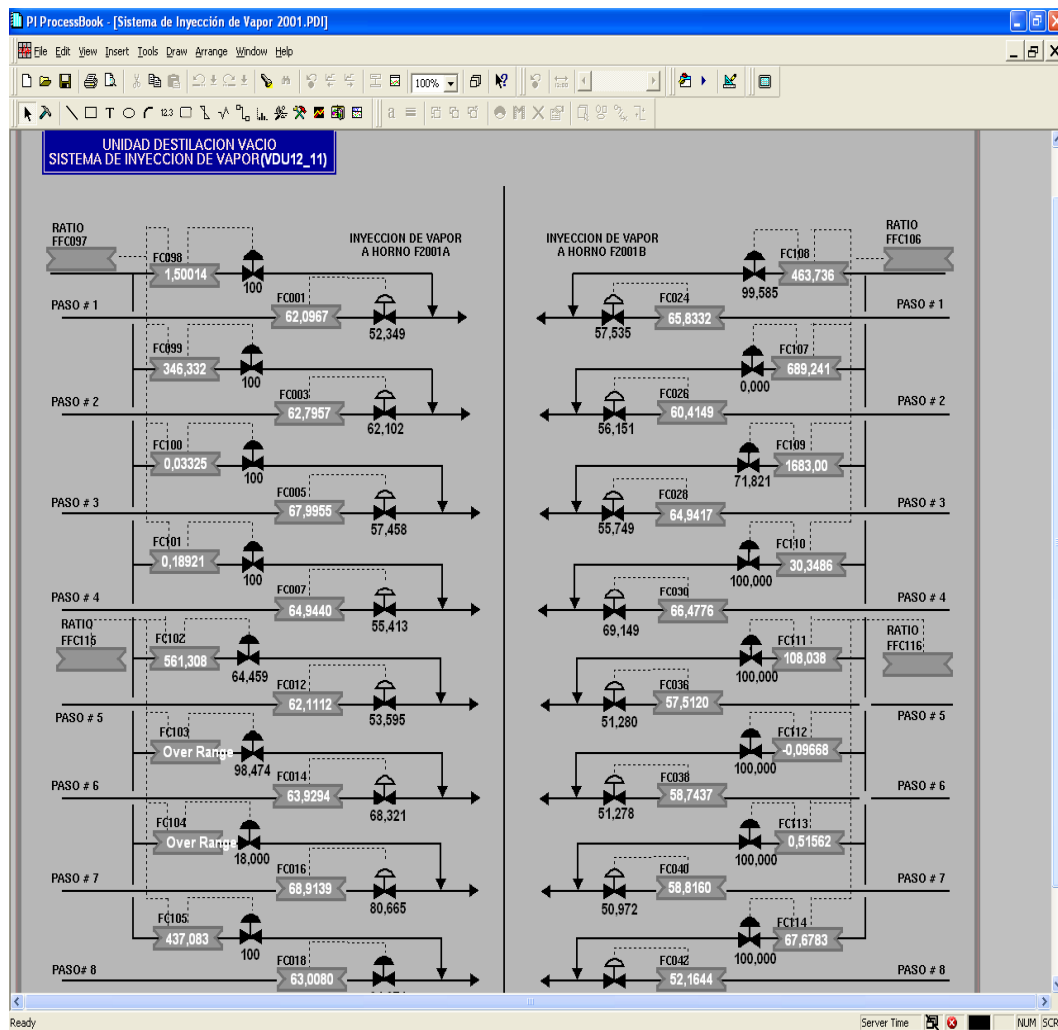 PI ProcessBook - [Sistema de Inyección de Vapor 2001.PDI]
File Edit View Insert Tools Draw Arrange Window Help
100%
UNIDAD DESTILACION VACIO
SISTEMA DE INYECCION DE VAPOR(VDU12_11)
RATIO
FFC097
INYECCION DE VAPOR
A HORNO F2001A
INYECCION DE VAPOR
A HORNO F2001B
RATIO
FFC106
FC098
1,50014
100
FC108
463,736
99,585
PASO # 1
FC001
62,0967
52,349
FC024
65,8332
57,535
PASO # 1
FC099
346,332
100
FC107
689,241
0,000
PASO # 2
FC003
62,7957
62,102
FC026
60,4149
56,151
PASO # 2
FC100
0,03325
100
FC109
1683,00
71,821
PASO # 3
FC005
67,9955
57,458
FC028
64,9417
55,749
PASO # 3
FC101
0,18921
100
FC110
30,3486
100,000
PASO # 4
FC007
64,9440
55,413
FC030
66,4776
69,149
PASO # 4
RATIO
FFC115
FC102
561,308
64,459
FC111
108,038
100,000
RATIO
FFC116
PASO # 5
FC012
62,1112
53,595
FC036
57,5120
51,280
PASO # 5
FC103
Over Range
98,474
FC112
-0,09668
100,000
PASO # 6
FC014
63,9294
68,321
FC038
58,7437
51,278
PASO # 6
FC104
Over Range
18,000
FC113
0,51562
100,000
PASO # 7
FC016
68,9139
80,665
FC040
58,8160
50,972
PASO # 7
FC105
437,083
100
FC114
67,6783
100,000
PASO# 8
FC018
63,0080
FC042
52,1644
PASO # 8
Ready
Server Time
NUM
SCR